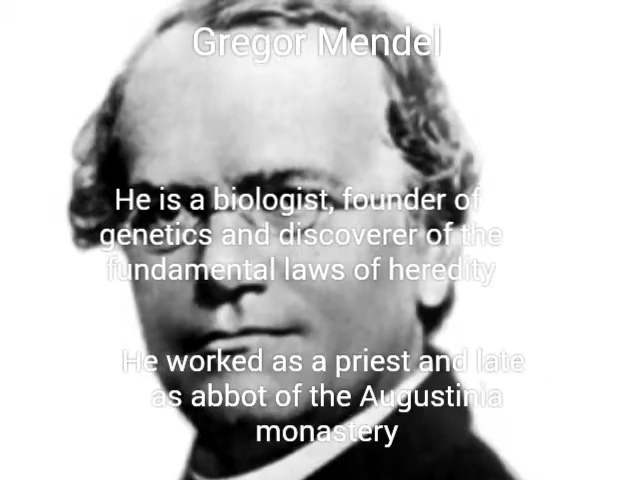 Gregor Mendel
He is a biologist, founder of
genetics and discoverer of the
fundamental laws of heredity
He worked as a priest and late
as abbot of the Augustinia
monastery